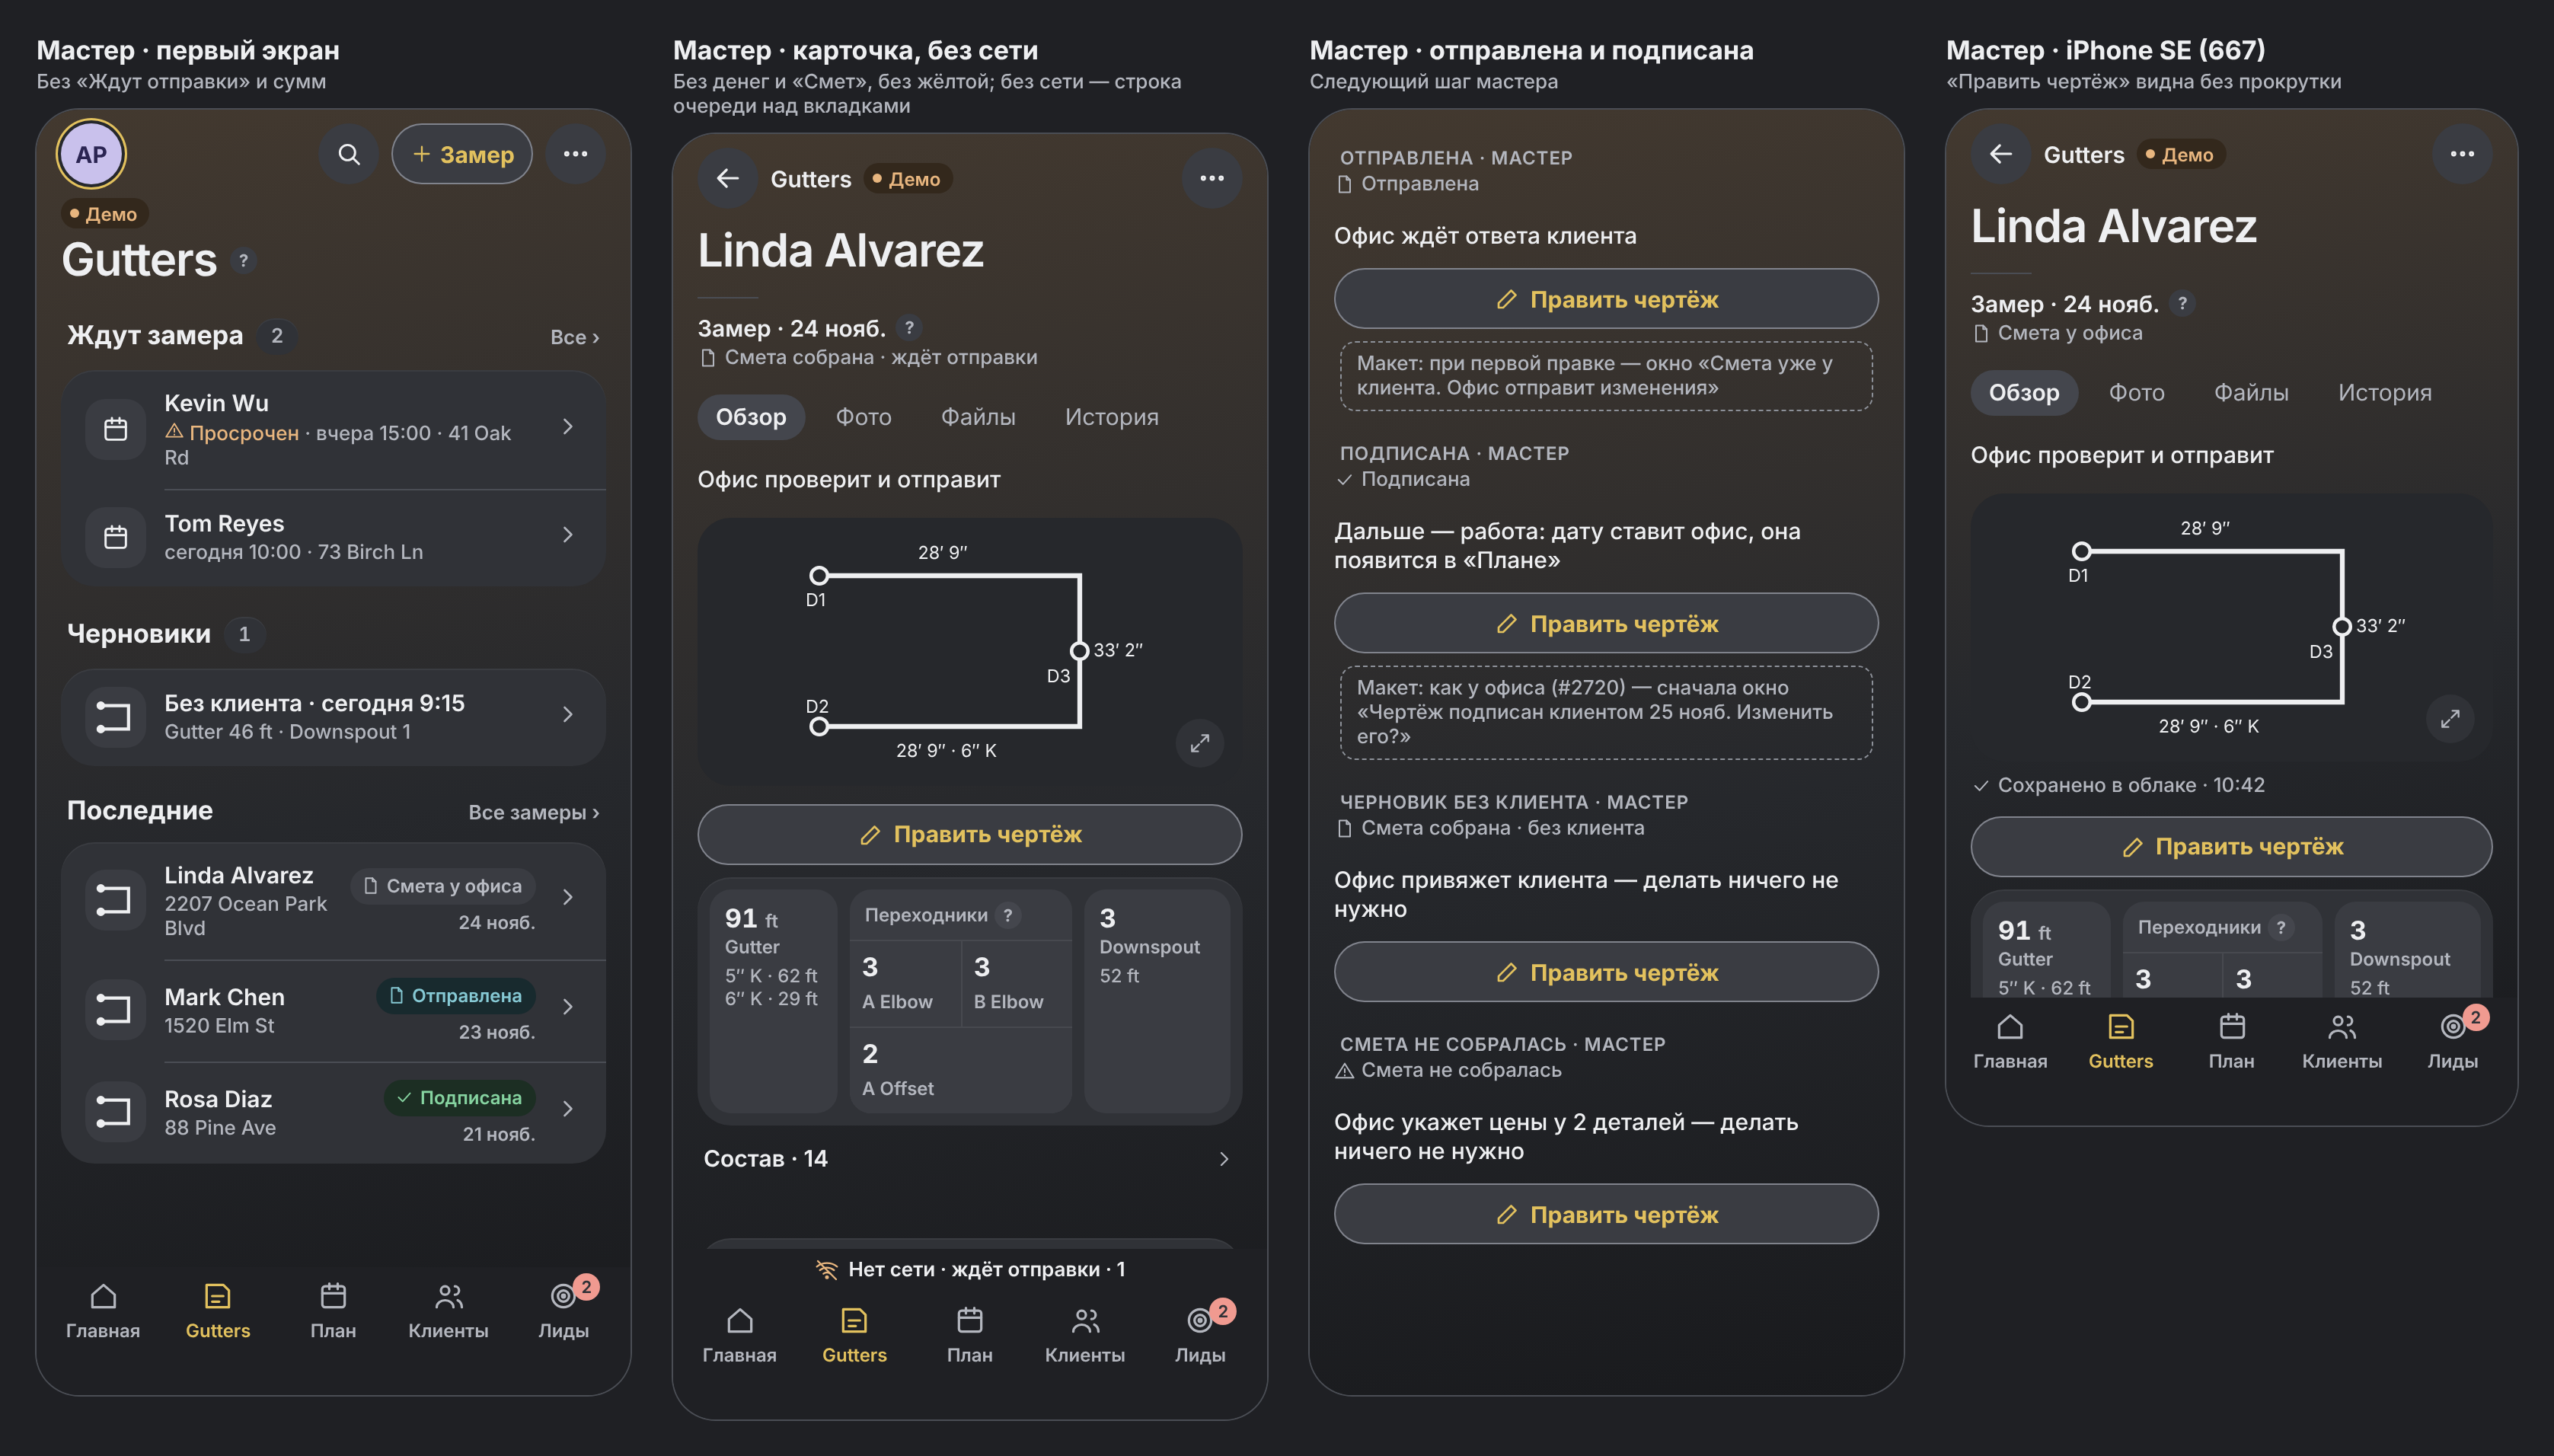 Мастер · первый экран
Без «Ждут отправки» и сумм
AP
+ Замер
Демо
Gutters ?
Ждут замера 2
Все ›
Kevin Wu
Просрочен · вчера 15:00 · 41 Oak
Rd
Tom Reyes
сегодня 10:00 · 73 Birch Ln
Черновики 1
Без клиента · сегодня 9:15
Gutter 46 ft · Downspout 1
Последние
Все замеры ›
Linda Alvarez
2207 Ocean Park
Blvd
Смета у офиса
24 нояб.
Mark Chen
1520 Elm St
Отправлена
23 нояб.
Rosa Diaz
88 Pine Ave
Подписана
21 нояб.
Главная
Gutters
План
Клиенты
Лиды
2
Мастер · карточка, без сети
Без денег и «Смет», без жёлтой; без сети — строка
очереди над вкладками
Gutters
Демо
Linda Alvarez
Замер · 24 нояб. ?
Смета собрана · ждёт отправки
Обзор
Фото
Файлы
История
Офис проверит и отправит
28′ 9″
D1
33′ 2″
D3
D2
28′ 9″ · 6″ K
Править чертёж
91 ft
Gutter
5″ K · 62 ft
6″ K · 29 ft
Переходники ?
3
A Elbow
3
B Elbow
2
A Offset
3
Downspout
52 ft
Состав · 14
Нет сети · ждёт отправки · 1
Главная
Gutters
План
Клиенты
Лиды
2
Мастер · отправлена и подписана
Следующий шаг мастера
ОТПРАВЛЕНА · МАСТЕР
Отправлена
Офис ждёт ответа клиента
Править чертёж
Макет: при первой правке — окно «Смета уже у
клиента. Офис отправит изменения»
ПОДПИСАНА · МАСТЕР
Подписана
Дальше — работа: дату ставит офис, она
появится в «Плане»
Править чертёж
Макет: как у офиса (#2720) — сначала окно
«Чертёж подписан клиентом 25 нояб. Изменить
его?»
ЧЕРНОВИК БЕЗ КЛИЕНТА · МАСТЕР
Смета собрана · без клиента
Офис привяжет клиента — делать ничего не
нужно
Править чертёж
СМЕТА НЕ СОБРАЛАСЬ · МАСТЕР
Смета не собралась
Офис укажет цены у 2 деталей — делать
ничего не нужно
Править чертёж
Мастер · iPhone SE (667)
«Править чертёж» видна без прокрутки
Gutters
Демо
Linda Alvarez
Замер · 24 нояб. ?
Смета у офиса
Обзор
Фото
Файлы
История
Офис проверит и отправит
28′ 9″
D1
33′ 2″
D3
D2
28′ 9″ · 6″ K
Сохранено в облаке · 10:42
Править чертёж
91 ft
Gutter
5″ K · 62 ft
Переходники ?
3
3
3
Downspout
52 ft
Главная
Gutters
План
Клиенты
Лиды
2